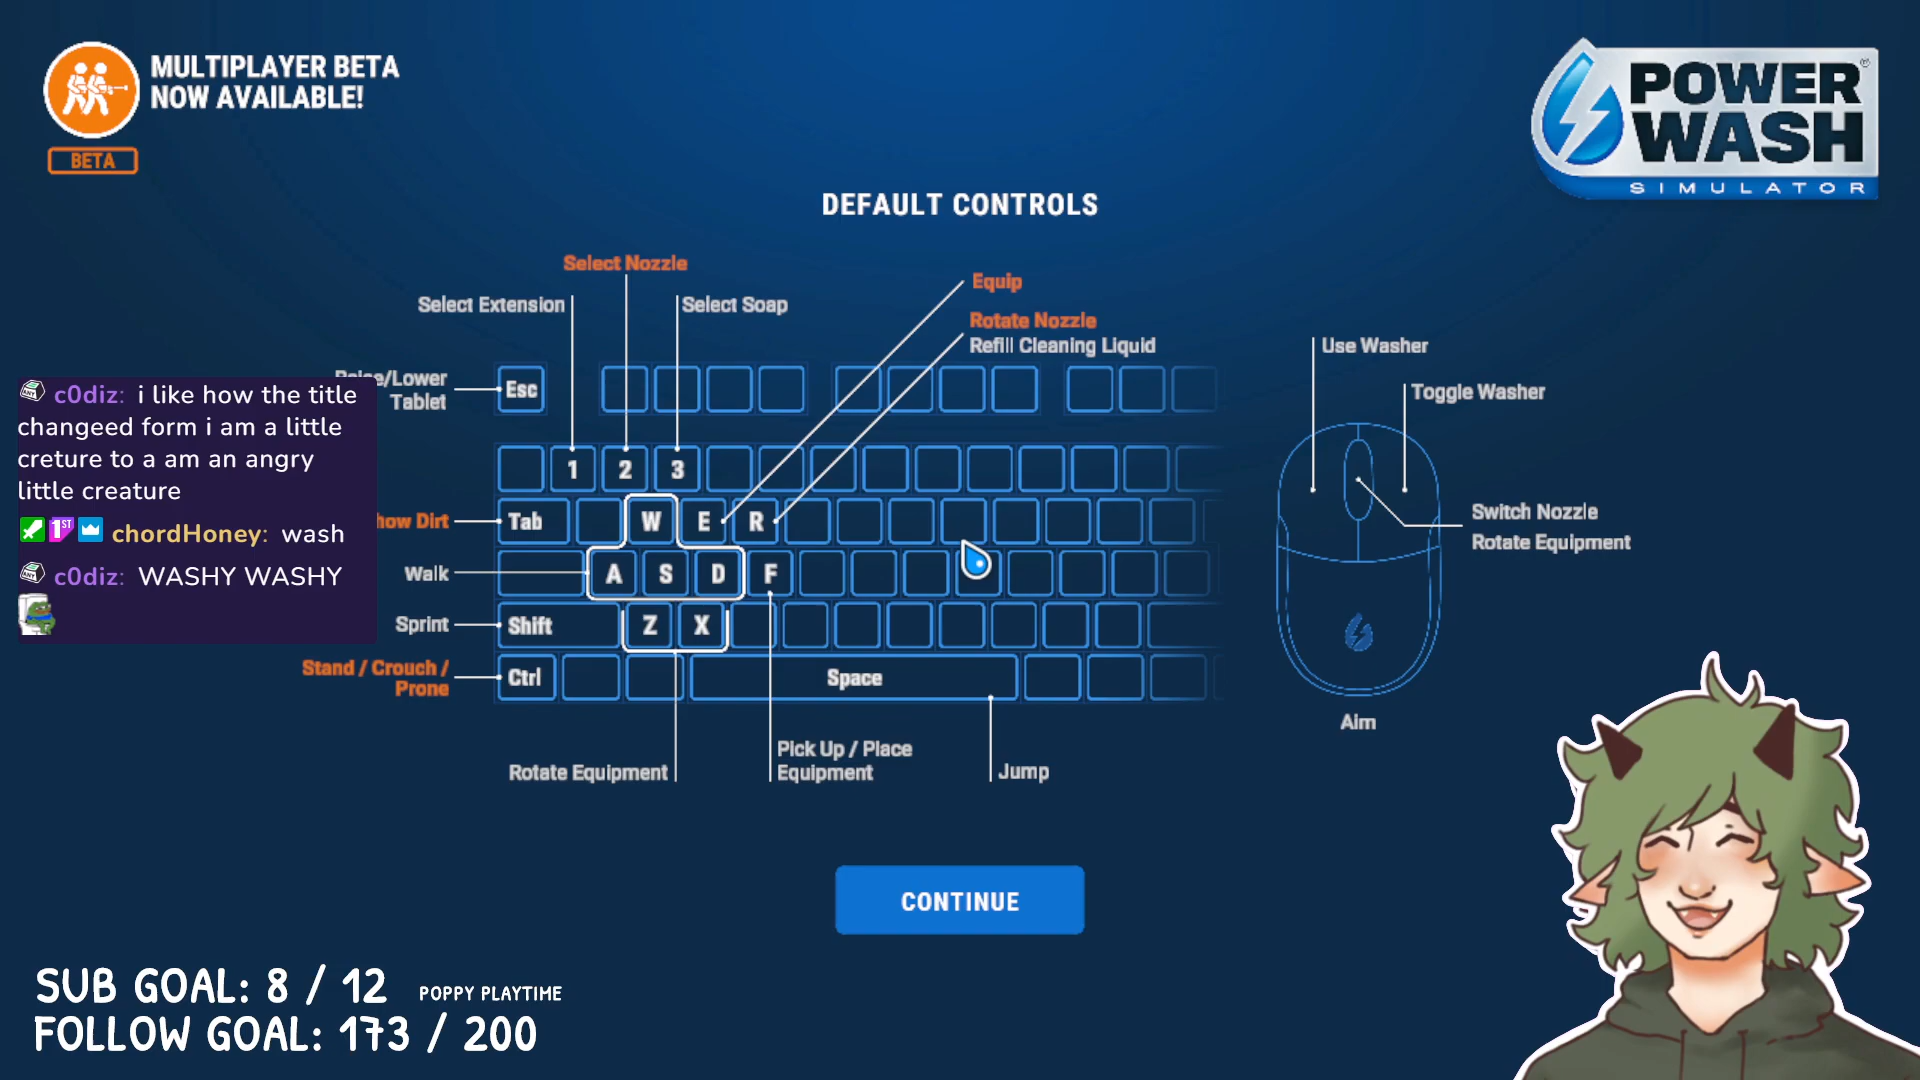 MULTIPLAYER BETA
NOW AVAILABLE!
BETA
POWER
WASH
SIMULATOR
DEFAULT CONTROLS
Select Nozzle
Select Extension
Select Soap
Equip
Rotate Nozzle
Refill Cleaning Liquid
Use Washer
Toggle Washer
Switch Nozzle
Rotate Equipment
Aim
/Lower
Tablet
Esc
1 2 3
how Dirt
Tab W E R
Walk
A S D F
Sprint
Shift Z X
Stand / Crouch /
Prone
Ctrl Space
Rotate Equipment
Pick Up / Place
Equipment
Jump
c0diz: i like how the title
changeed form i am a little
creture to a am an angry
little creature
1ST chordHoney: wash
c0diz: WASHY WASHY
CONTINUE
SUB GOAL: 8 / 12 POPPY PLAYTIME
FOLLOW GOAL: 173 / 200